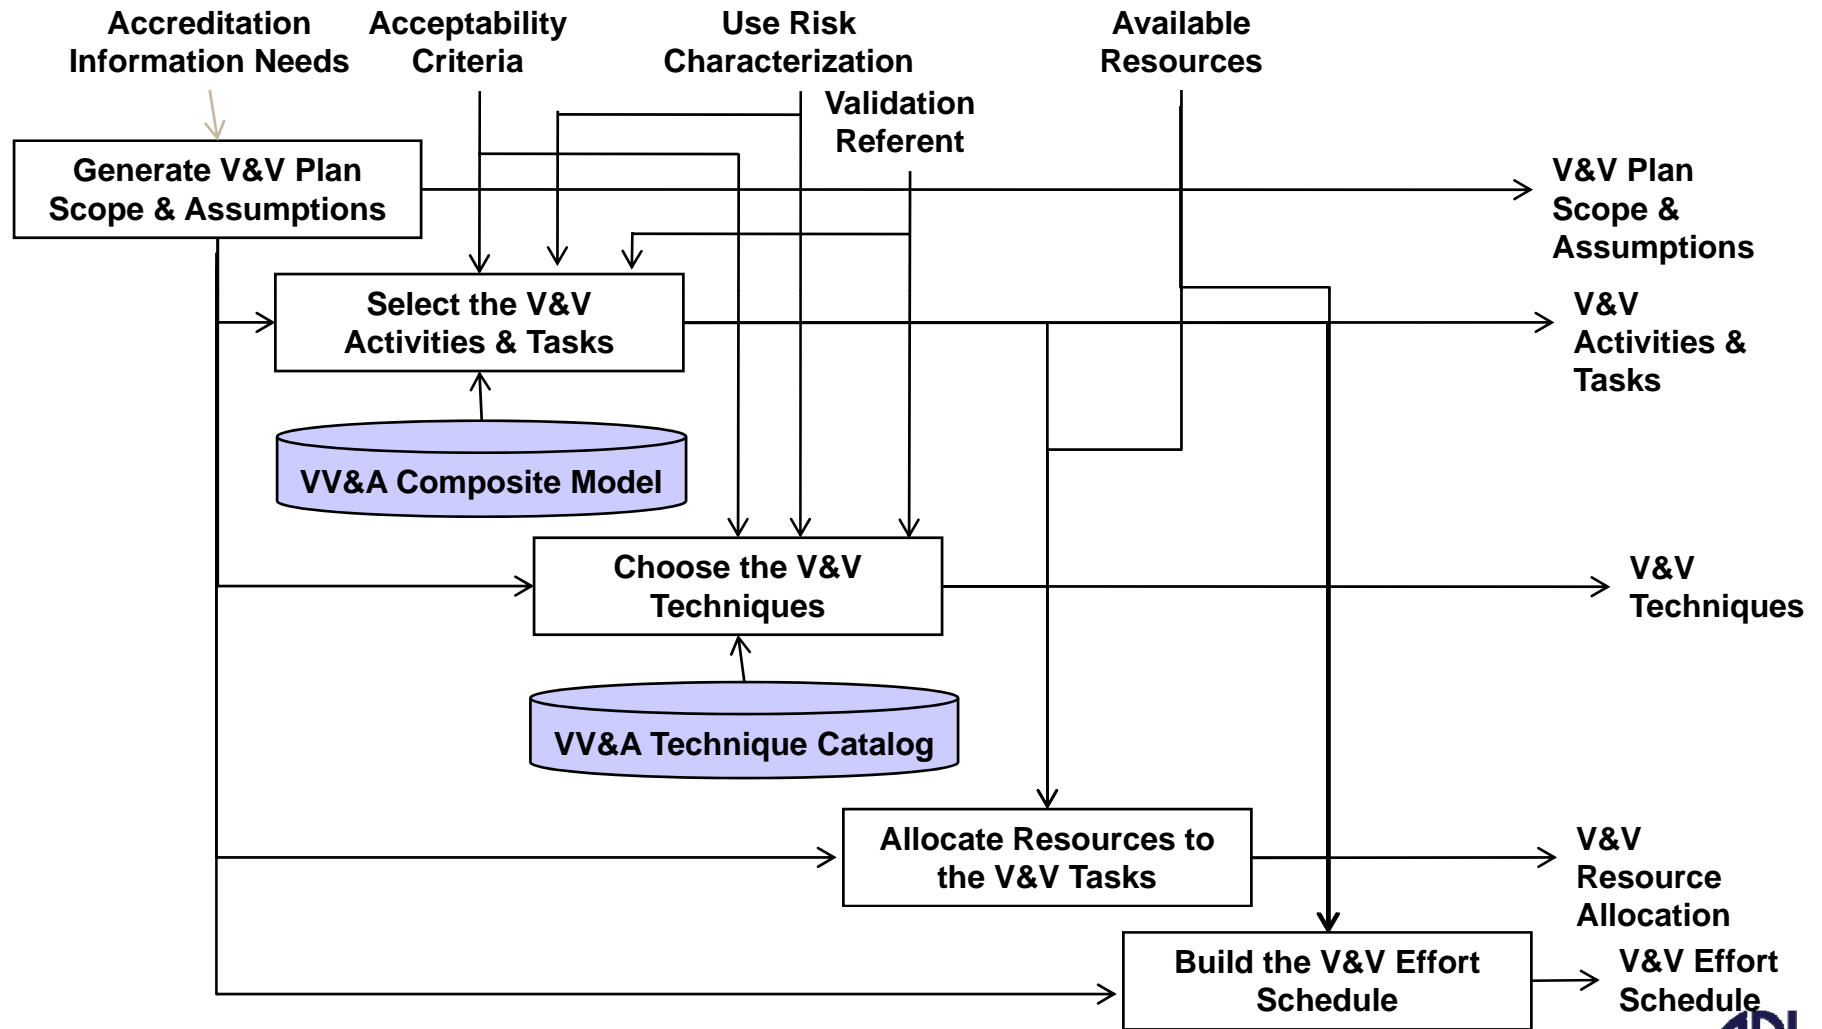 Accreditation
Information Needs
Acceptability
Criteria
Use Risk
Characterization
Available
Resources
Validation
Referent
Generate V&V Plan
Scope & Assumptions
V&V Plan
Scope &
Assumptions
Select the V&V
Activities & Tasks
V&V
Activities &
Tasks
VV&A Composite Model
Choose the V&V
Techniques
V&V
Techniques
VV&A Technique Catalog
Allocate Resources to
the V&V Tasks
V&V
Resource
Allocation
Build the V&V Effort
Schedule
V&V Effort
Schedule